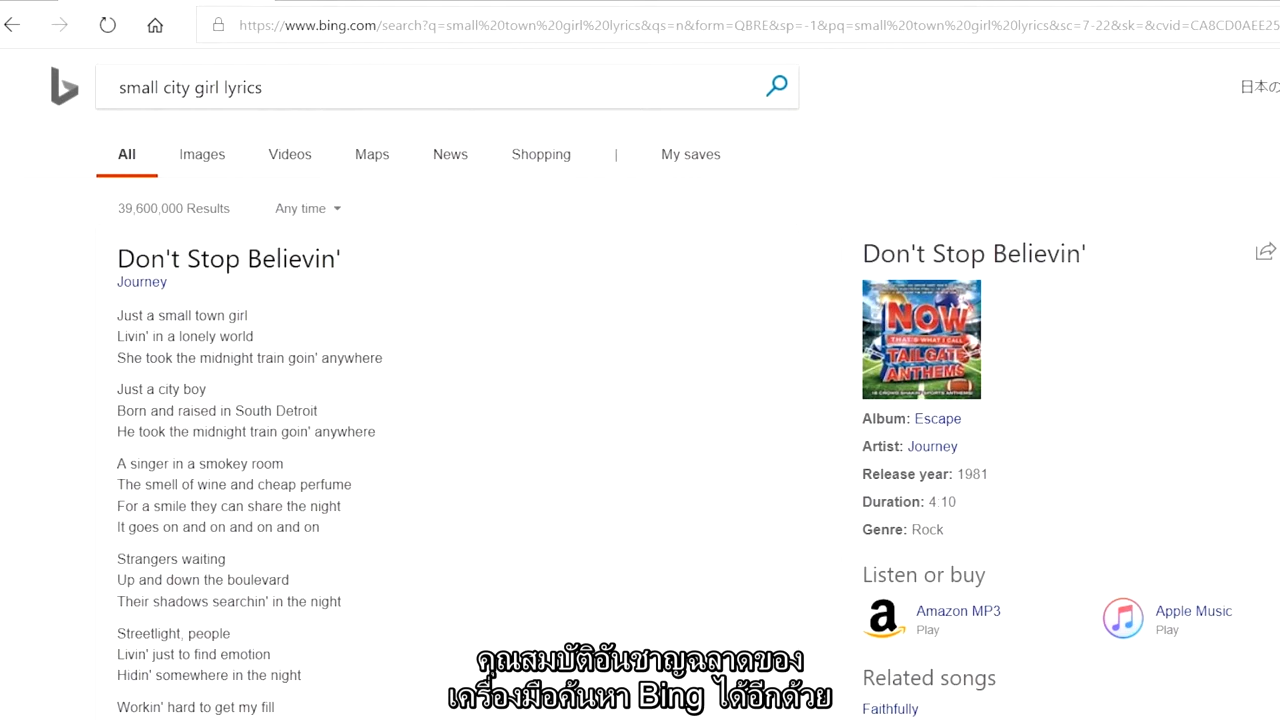 https://www.bing.com/search?q=small%20town%20girl%20lyrics&qs=n&form=QBRE&sp=-1&pq=small%20town%20girl%20lyrics&sc=7-22&sk=&cvid=CA8CD0AEE25
small city girl lyrics
日本の
All Images Videos Maps News Shopping | My saves
39,600,000 Results Any time
Don't Stop Believin'
Journey
Just a small town girl
Livin' in a lonely world
She took the midnight train goin' anywhere
Just a city boy
Born and raised in South Detroit
He took the midnight train goin' anywhere
A singer in a smokey room
The smell of wine and cheap perfume
For a smile they can share the night
It goes on and on and on and on
Strangers waiting
Up and down the boulevard
Their shadows searchin' in the night
Streetlight, people
Livin' just to find emotion
Hidin' somewhere in the night
Workin' hard to get my fill
Don't Stop Believin'
NOW
THAT'S WHAT I CALL
TAILGATE
ANTHEMS
Album: Escape
Artist: Journey
Release year: 1981
Duration: 4:10
Genre: Rock
Listen or buy
Amazon MP3
Play
Apple Music
Play
Related songs
Faithfully
คุณสมบัติอันชาญฉลาดของ
เครื่องมือค้นหา Bing ได้อีกด้วย